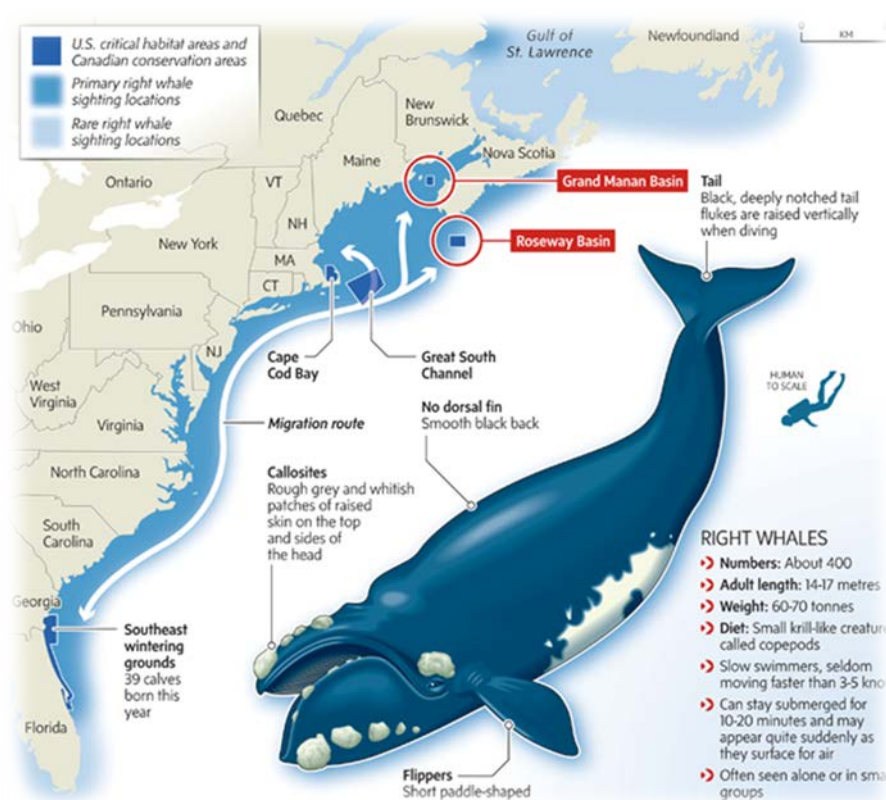 U.S. critical habitat areas and
Canadian conservation areas
Primary right whale
sighting locations
Rare right whale
sighting locations
Gulf of
St. Lawrence
Newfoundland
KM
Quebec
New
Brunswick
Maine
Nova Scotia
Ontario
VT
NH
Grand Manan Basin
Tail
Black, deeply notched tail
flukes are raised vertically
when diving
New York
MA
CT
Roseway Basin
Pennsylvania
Ohio
NJ
Cape
Cod Bay
Great South
Channel
HUMAN
TO SCALE
West
Virginia
Virginia
Migration route
No dorsal fin
Smooth black back
North Carolina
Callosites
Rough grey and whitish
patches of raised
skin on the top
and sides of
the head
South
Carolina
Georgia
Southeast
wintering
grounds
39 calves
born this
year
Florida
Flippers
Short paddle-shaped
RIGHT WHALES
Numbers: About 400
Adult length: 14-17 metres
Weight: 60-70 tonnes
Diet: Small krill-like creature
called copepods
Slow swimmers, seldom
moving faster than 3-5 kno
Can stay submerged for
10-20 minutes and may
appear quite suddenly as
they surface for air
Often seen alone or in sma
groups